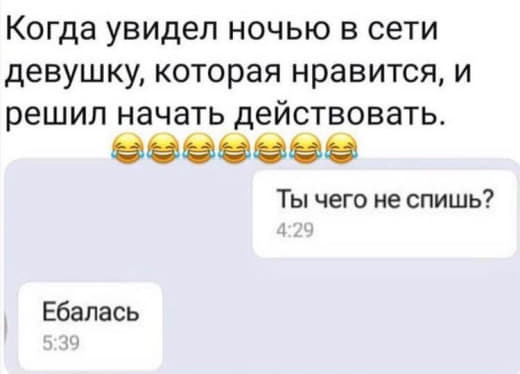 Когда увидел ночью в сети
девушку, которая нравится, и
решил начать действовать.
😂😂😂😂😂😂😂
Ты чего не спишь?
4:29
Ебалась
5:39